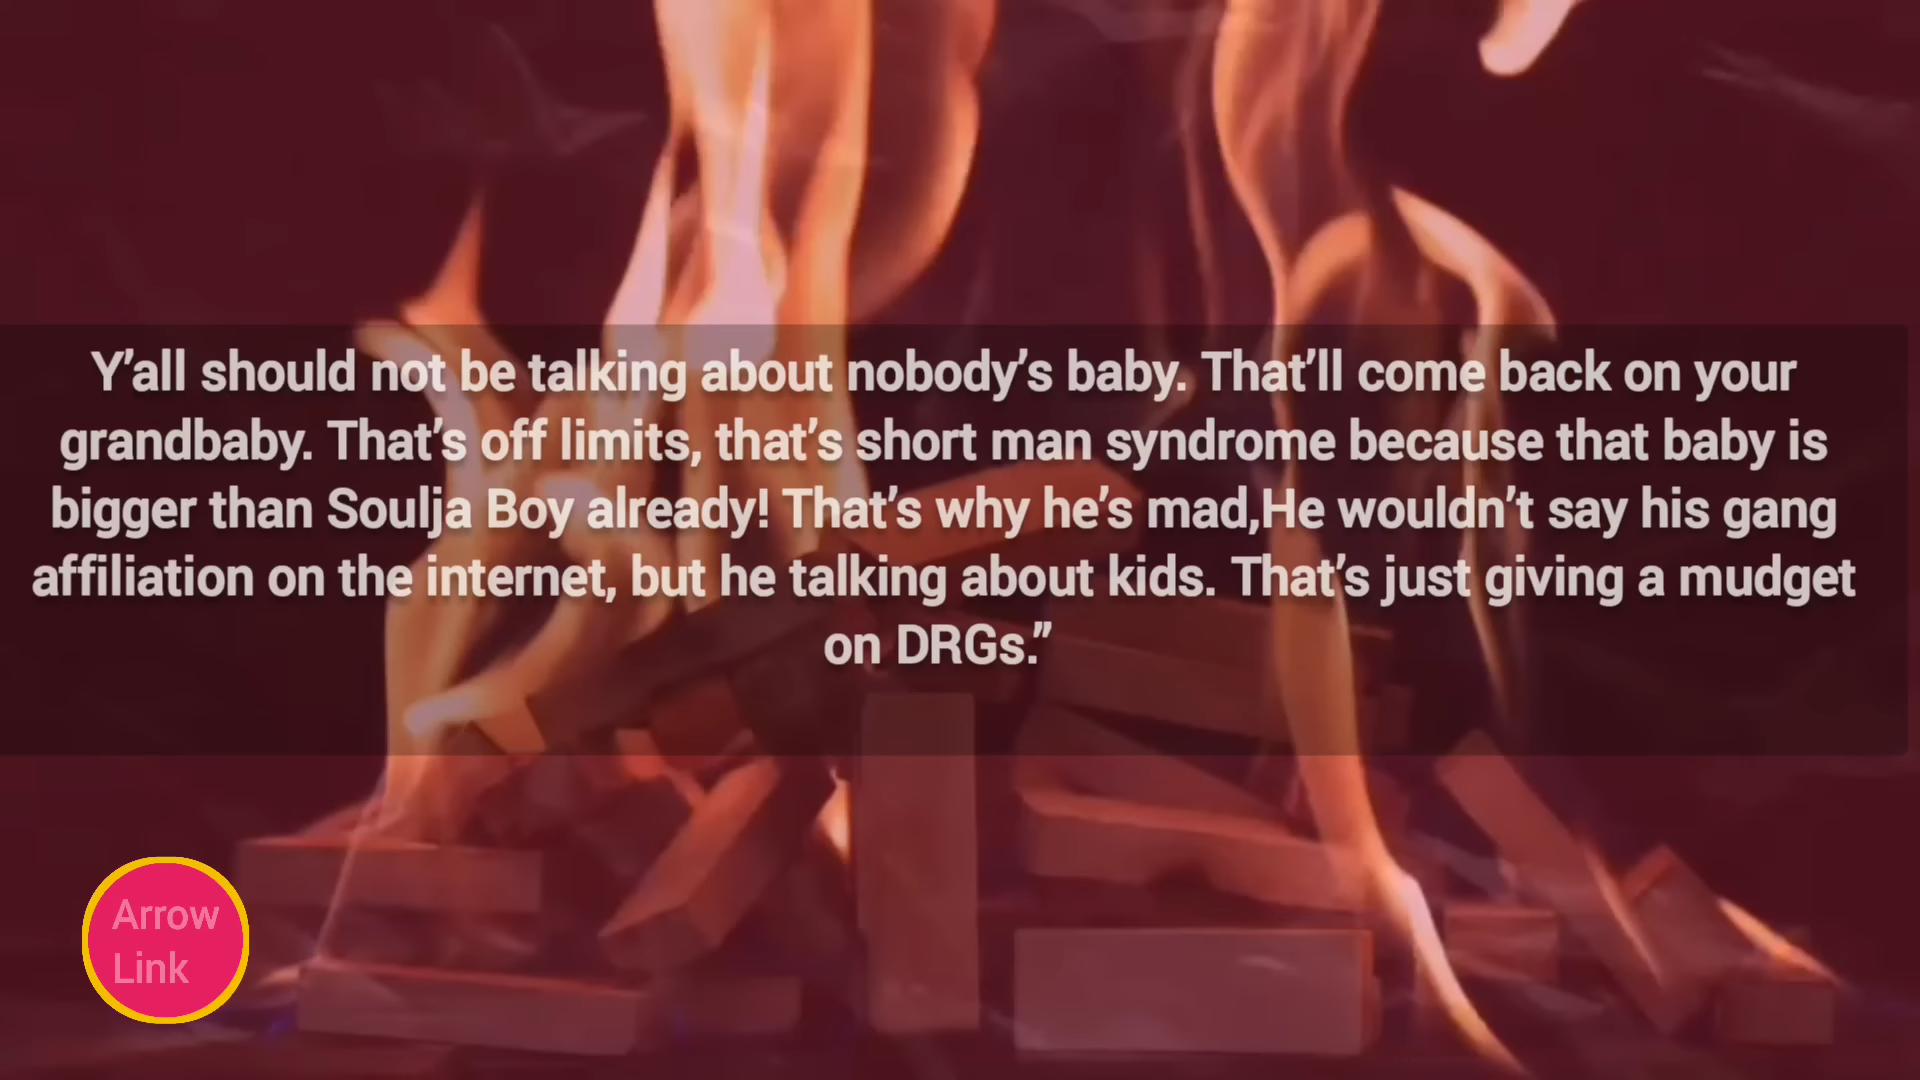 Y’all should not be talking about nobody’s baby. That’ll come back on your
grandbaby. That’s off limits, that’s short man syndrome because that baby is
bigger than Soulja Boy already! That’s why he’s mad,He wouldn’t say his gang
affiliation on the internet, but he talking about kids. That’s just giving a mudget
on DRGs.”
Arrow
Link